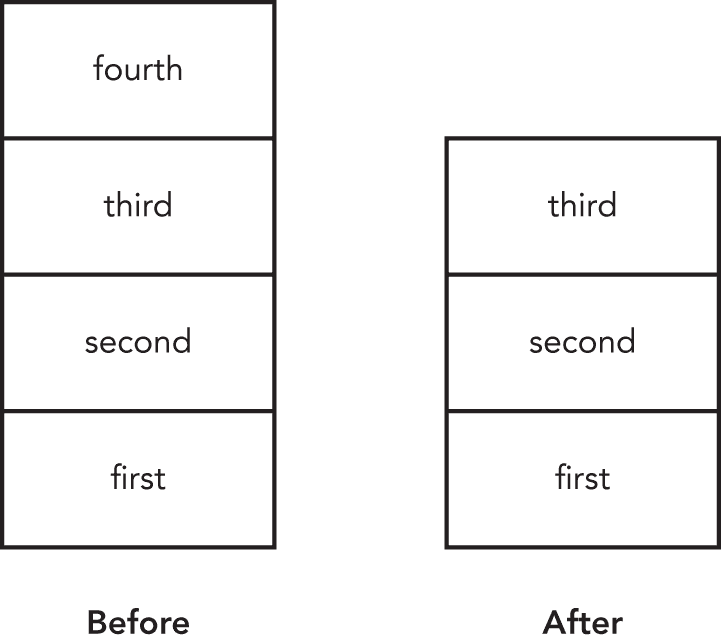 fourth
third
second
first
Before
third
second
first
After